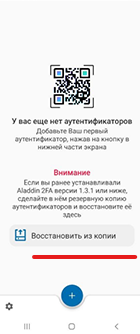 У вас еще нет аутентификаторов
Добавьте Ваш первый
аутентификатор, нажав на кнопку в
нижней части экрана
Внимание
Если вы ранее устанавливали
Aladdin 2FA версии 1.3.1 или ниже,
сделайте в нём резервную копию
аутентификаторов и восстановите её
здесь
Восстановить из копии